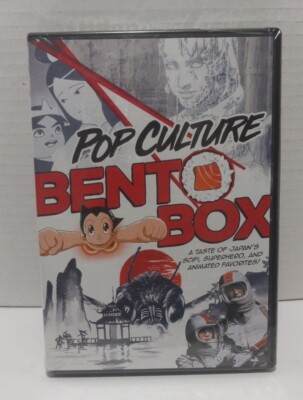 POP CULTURE
BENTO
BOX
A TASTE OF JAPAN'S
SCIFI, SUPERHERO, AND
ANIMATED FAVORITES!